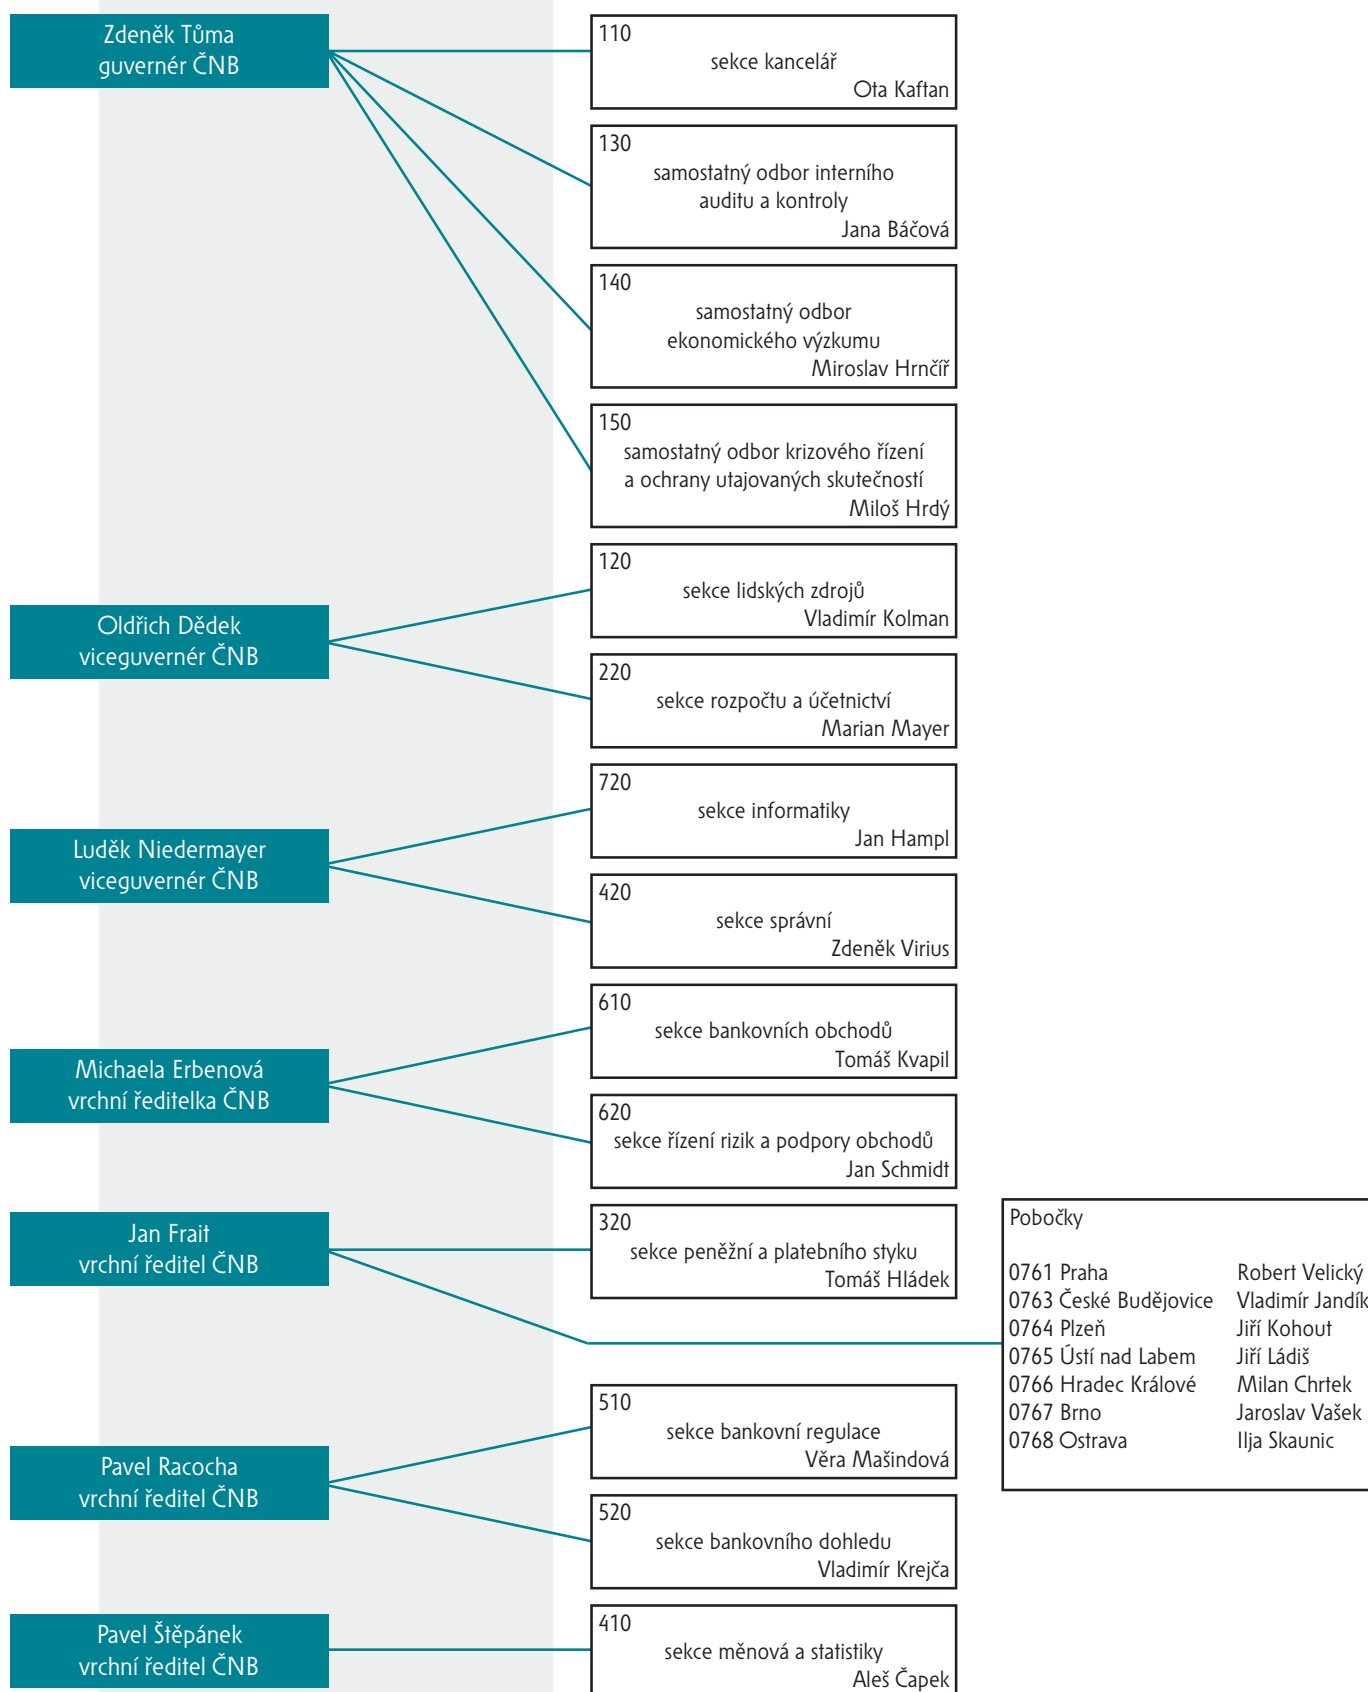 Zdeněk Tůma
guvernér ČNB
110
sekce kancelář
Ota Kaftan
130
samostatný odbor interního
auditu a kontroly
Jana Báčová
140
samostatný odbor
ekonomického výzkumu
Miroslav Hrnčíř
150
samostatný odbor krizového řízení
a ochrany utajovaných skutečností
Miloš Hrdý
Oldřich Dědek
viceguvernér ČNB
120
sekce lidských zdrojů
Vladimír Kolman
220
sekce rozpočtu a účetnictví
Marian Mayer
Luděk Niedermayer
viceguvernér ČNB
720
sekce informatiky
Jan Hampl
420
sekce správní
Zdeněk Virius
Michaela Erbenová
vrchní ředitelka ČNB
610
sekce bankovních obchodů
Tomáš Kvapil
620
sekce řízení rizik a podpory obchodů
Jan Schmidt
Jan Frait
vrchní ředitel ČNB
320
sekce peněžní a platebního styku
Tomáš Hládek
Pobočky
0761 Praha Robert Velický
0763 České Budějovice Vladimír Jandík
0764 Plzeň Jiří Kohout
0765 Ústí nad Labem Jiří Ládiš
0766 Hradec Králové Milan Chrtek
0767 Brno Jaroslav Vašek
0768 Ostrava Ilja Skaunic
Pavel Racocha
vrchní ředitel ČNB
510
sekce bankovní regulace
Věra Mašindová
520
sekce bankovního dohledu
Vladimír Krejča
Pavel Štěpánek
vrchní ředitel ČNB
410
sekce měnová a statistiky
Aleš Čapek